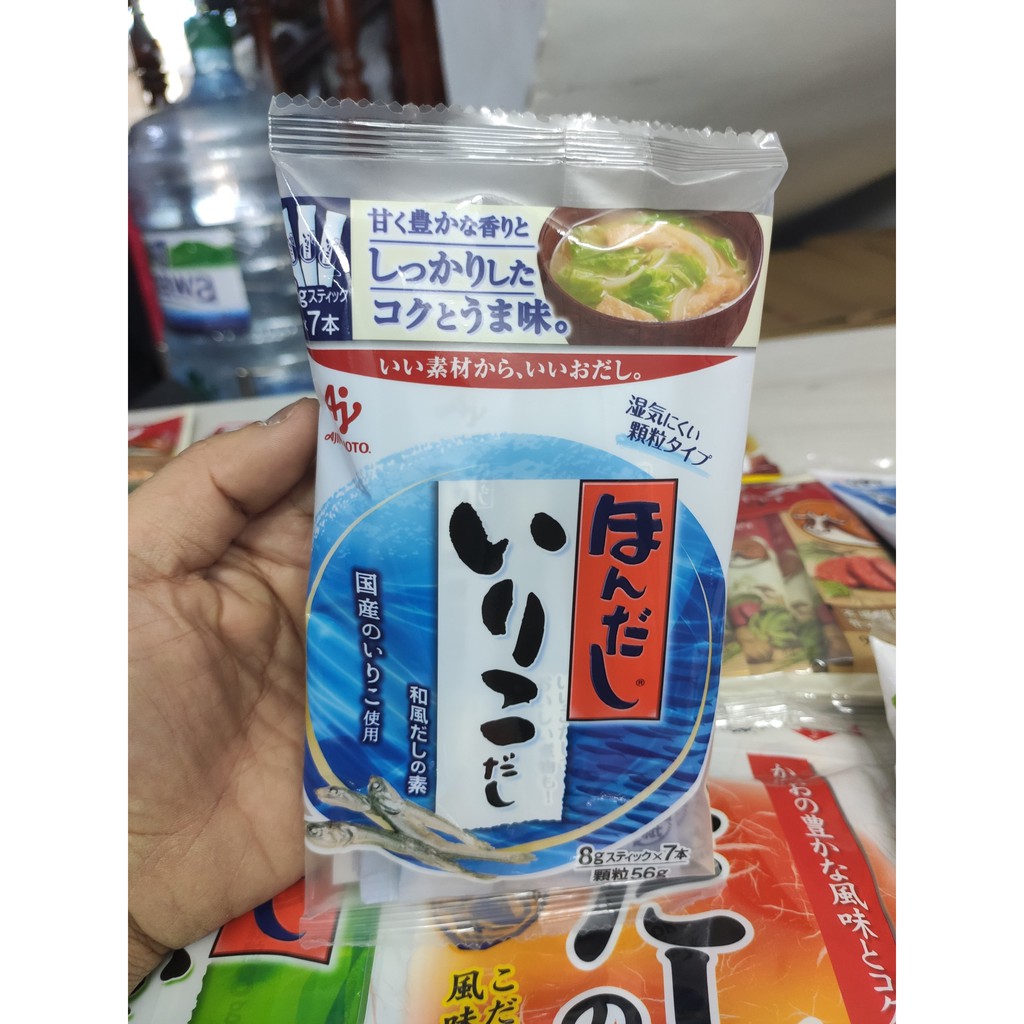 甘く豊かな香りと
しっかりした
コクとうま味。
gスティック
×7本
いい素材から、いいおだし。
AJINOMOTO.
湿気にくい
顆粒タイプ
ほんだし®
いりこだし
国産のいりこ使用
和風だしの素
8gスティック×7本
顆粒56g
かつおの豊かな風味とコク
こだ
風味